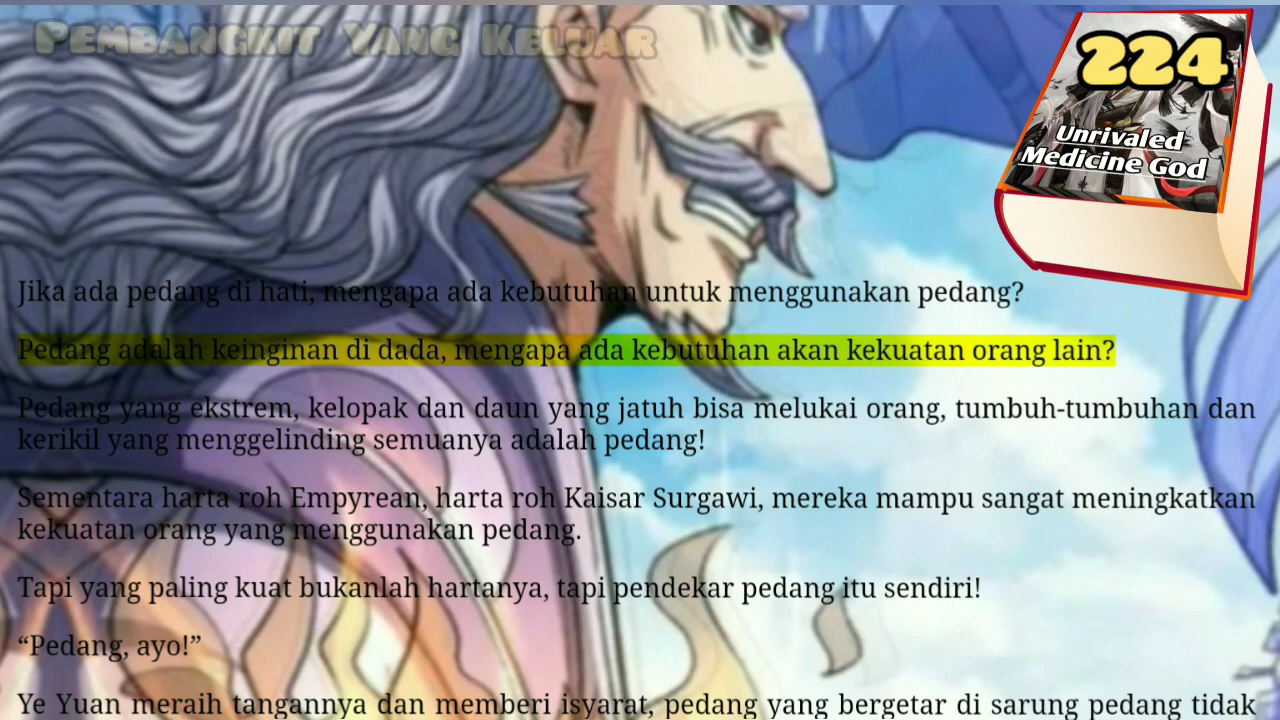 Pembangkit Yang Keluar
224
Unrivaled
Medicine God
Jika ada pedang di hati, mengapa ada kebutuhan untuk menggunakan pedang?
Pedang adalah keinginan di dada, mengapa ada kebutuhan akan kekuatan orang lain?
Pedang yang ekstrem, kelopak dan daun yang jatuh bisa melukai orang, tumbuh-tumbuhan dan
kerikil yang menggelinding semuanya adalah pedang!
Sementara harta roh Empyrean, harta roh Kaisar Surgawi, mereka mampu sangat meningkatkan
kekuatan orang yang menggunakan pedang.
Tapi yang paling kuat bukanlah hartanya, tapi pendekar pedang itu sendiri!
“Pedang, ayo!”
Ye Yuan meraih tangannya dan memberi isyarat, pedang yang bergetar di sarung pedang tidak